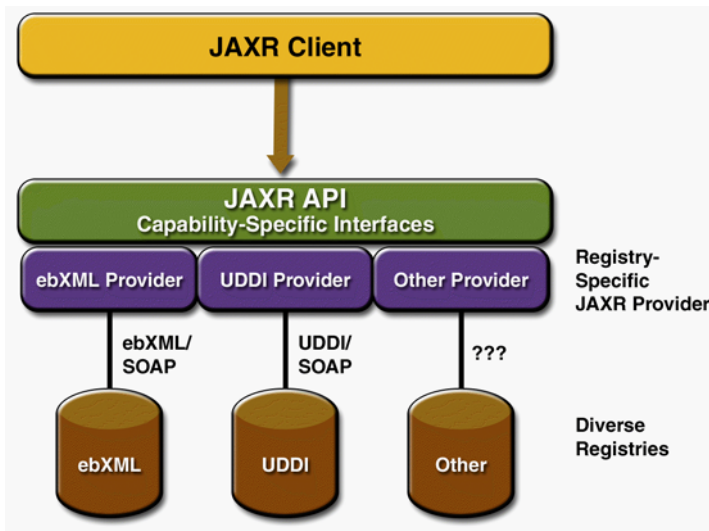 JAXR Client
JAXR API
Capability-Specific Interfaces
ebXML Provider
UDDI Provider
Other Provider
Registry-
Specific
JAXR Provider
ebXML/
SOAP
UDDI/
SOAP
???
ebXML
UDDI
Other
Diverse
Registries